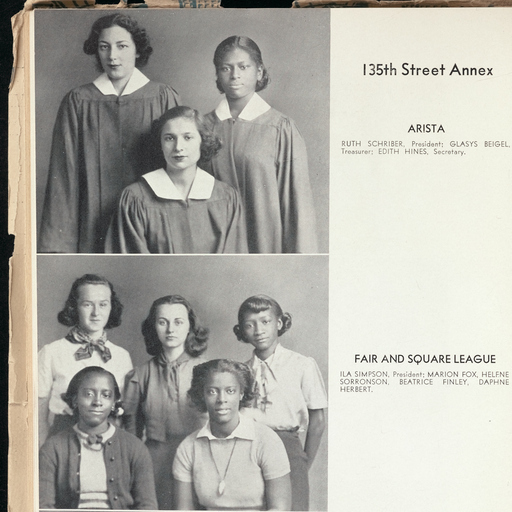 135th Street Annex
ARISTA
RUTH SCHRIBER, President; GLASYS BEIGEL,
Treasurer; EDITH HINES, Secretary.
FAIR AND SQUARE LEAGUE
ILA SIMPSON, President; MARION FOX, HELENE
SORRONSON, BEATRICE FINLEY, DAPHNE
HERBERT.